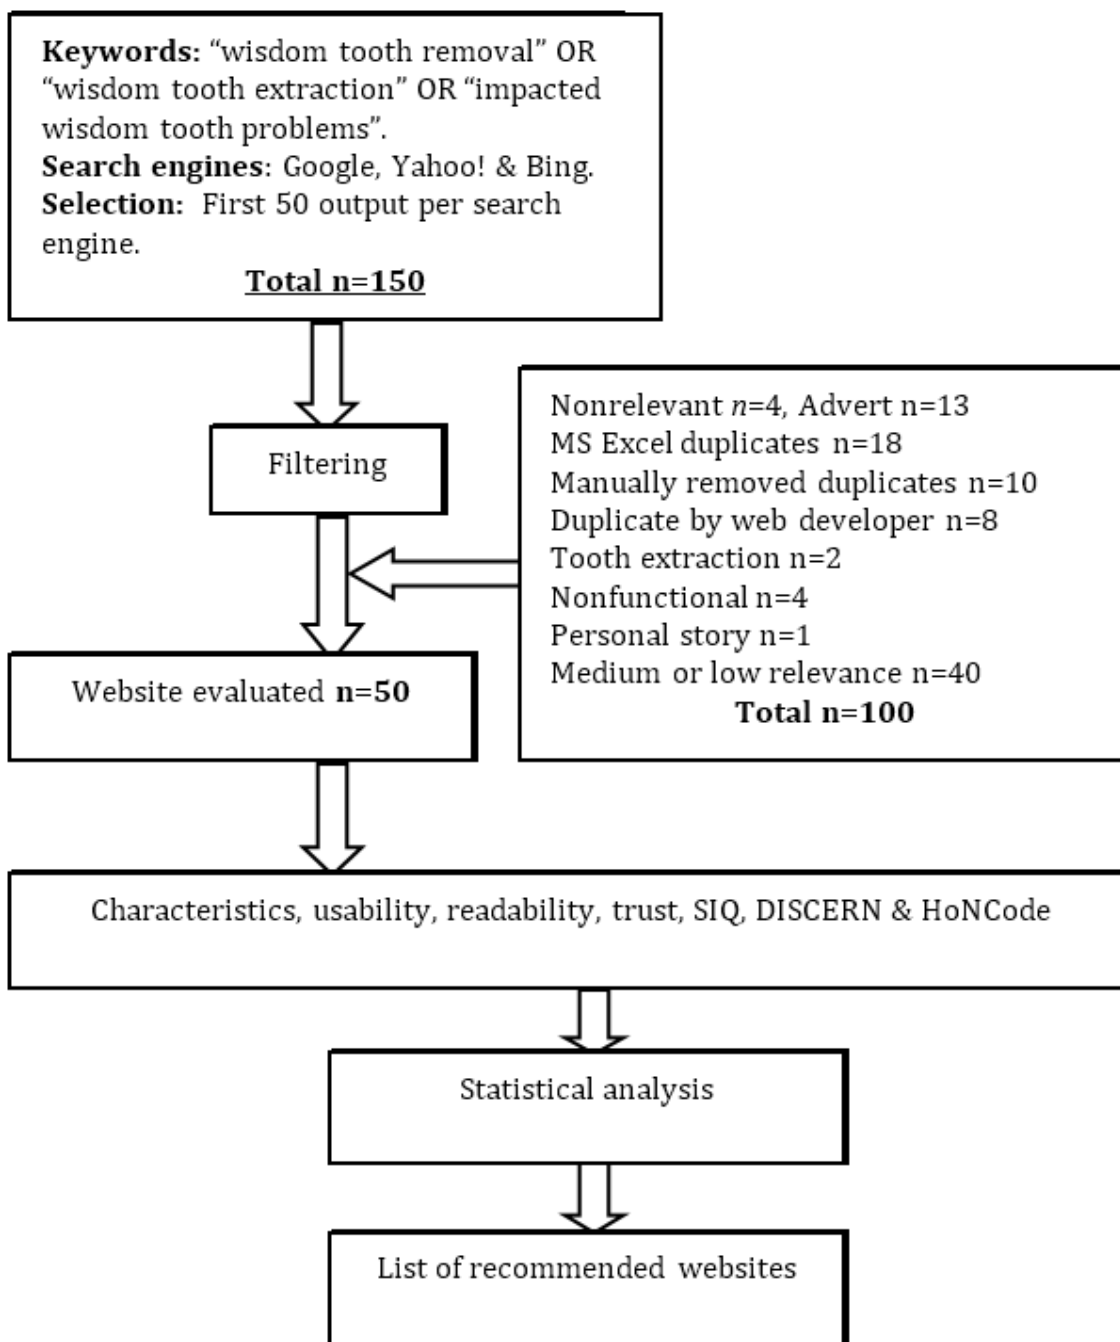 Keywords: “wisdom tooth removal” OR
“wisdom tooth extraction” OR “impacted
wisdom tooth problems”.
Search engines: Google, Yahoo! & Bing.
Selection: First 50 output per search
engine.
Total n=150
Filtering
Nonrelevant n=4, Advert n=13
MS Excel duplicates n=18
Manually removed duplicates n=10
Duplicate by web developer n=8
Tooth extraction n=2
Nonfunctional n=4
Personal story n=1
Medium or low relevance n=40
Total n=100
Website evaluated n=50
Characteristics, usability, readability, trust, SIQ, DISCERN & HoNCode
Statistical analysis
List of recommended websites